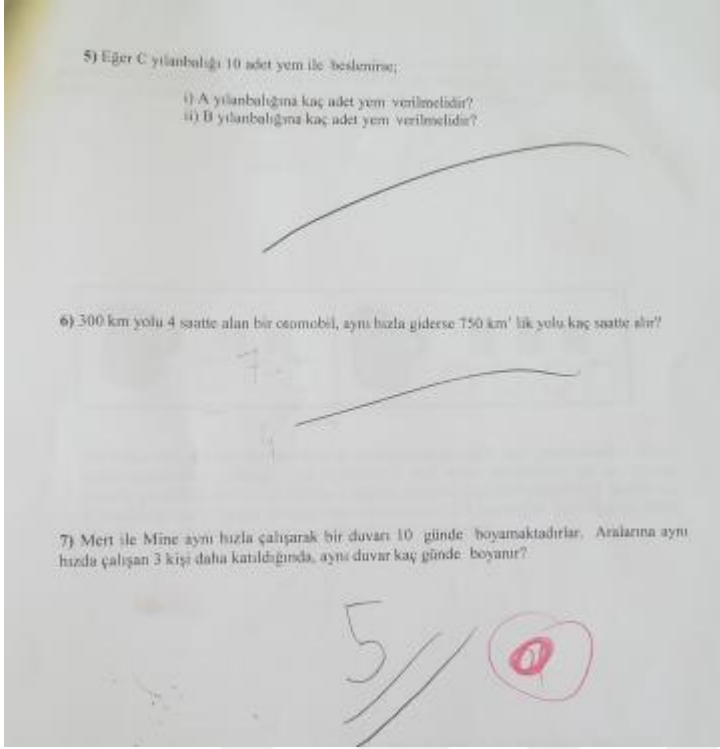 5) Eğer C yılanbalığı 10 adet yem ile beslenirse;
i) A yılanbalığına kaç adet yem verilmelidir?
ii) B yılanbalığına kaç adet yem verilmelidir?
6) 300 km yolu 4 saatte alan bir otomobil, aynı hızla giderse 750 km' lik yolu kaç saatte alır?
7
7) Mert ile Mine aynı hızla çalışarak bir duvarı 10 günde boyamaktadırlar. Aralarına aynı
hızda çalışan 3 kişi daha katıldığında, aynı duvar kaç günde boyanır?
5
0